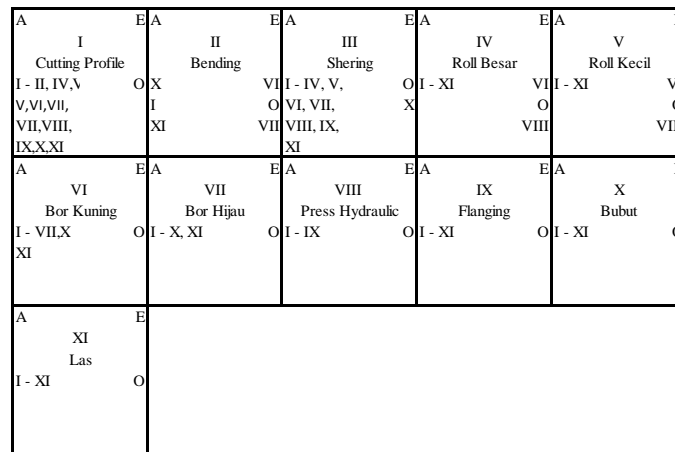 A E A E A E A E A
I II III IV V
Cutting Profile Bending Shering Roll Besar Roll Kecil
I - II, IV,V O X VI I - IV, V, O I - XI VI I - XI
V,VI,VII, I O VI, VII, X O
VII,VIII, XI VII VIII, IX, VIII
IX,X,XI XI
A E A E A E A E A
VI VII VIII IX X
Bor Kuning Bor Hijau Press Hydraulic Flanging Bubut
I - VII,X O I - X, XI O I - IX O I - XI O I - XI
XI
A E
XI
Las
I - XI O